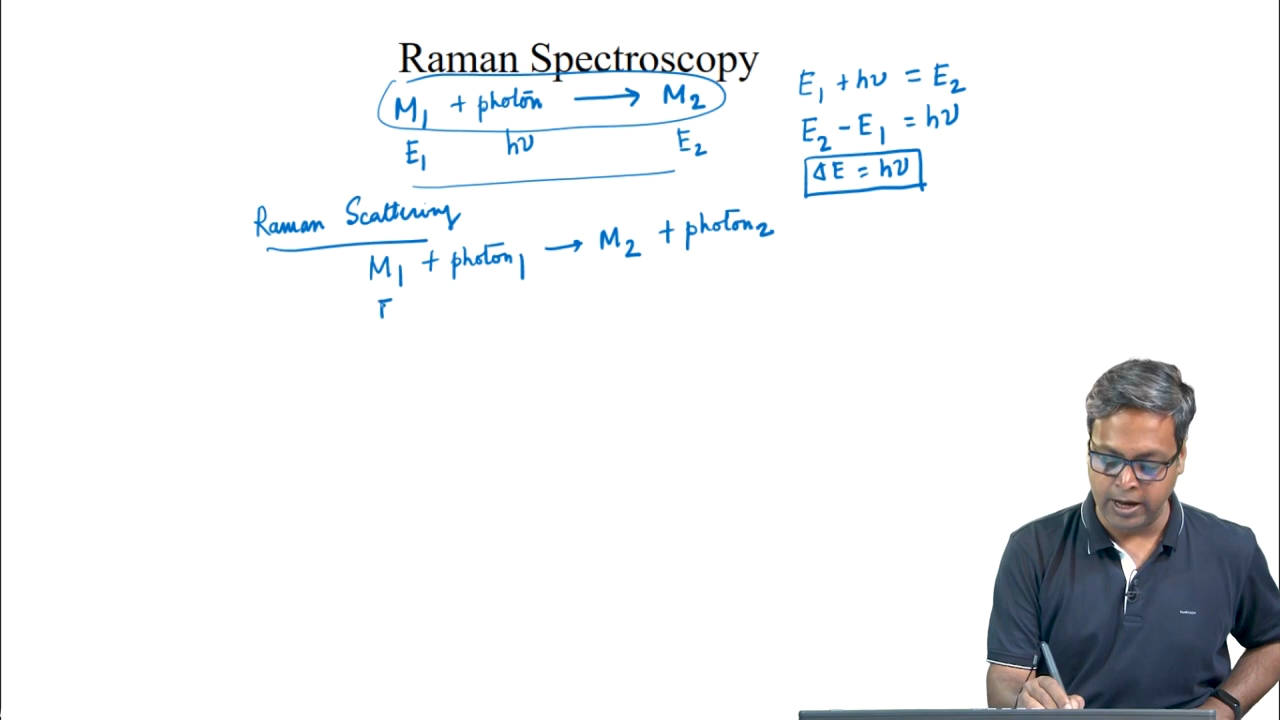 Raman Spectroscopy
M₁ + photon → M₂
E₁ hν E₂
E₁ + hν = E₂
E₂ - E₁ = hν
ΔE = hν
Raman Scattering
M₁ + photon₁ → M₂ + photon₂
E